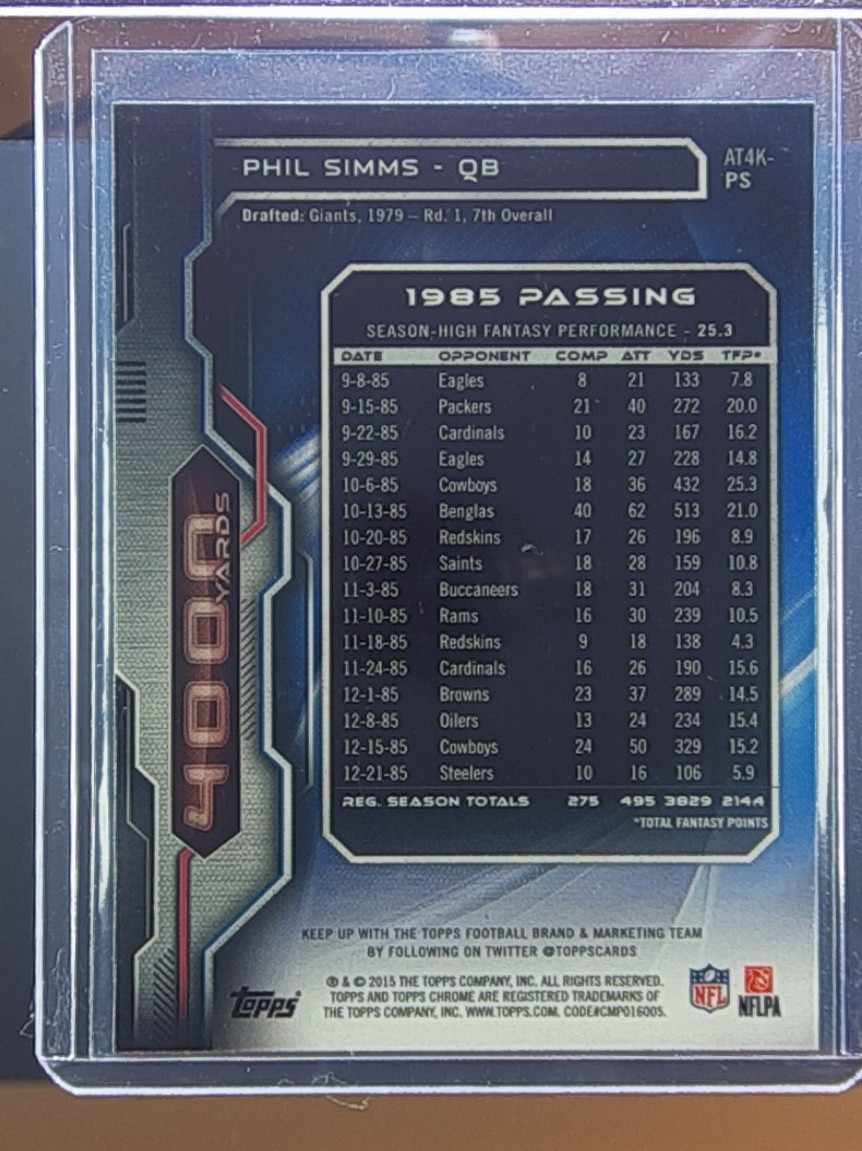 PHIL SIMMS - QB
AT4K-
PS
Drafted: Giants, 1979 – Rd. 1, 7th Overall
1985 PASSING
SEASON-HIGH FANTASY PERFORMANCE - 25.3
DATE OPPONENT COMP ATT YDS TFP*
9-8-85 Eagles 8 21 133 7.8
9-15-85 Packers 21 40 272 20.0
9-22-85 Cardinals 10 23 167 16.2
9-29-85 Eagles 14 27 228 14.8
10-6-85 Cowboys 18 36 432 25.3
10-13-85 Benglas 40 62 513 21.0
10-20-85 Redskins 17 26 196 8.9
10-27-85 Saints 18 28 159 10.8
11-3-85 Buccaneers 18 31 204 8.3
11-10-85 Rams 16 30 239 10.5
11-18-85 Redskins 9 18 138 4.3
11-24-85 Cardinals 16 26 190 15.6
12-1-85 Browns 23 37 289 14.5
12-8-85 Oilers 13 24 234 15.4
12-15-85 Cowboys 24 50 329 15.2
12-21-85 Steelers 10 16 106 5.9
REG. SEASON TOTALS 275 495 3829 214.4
*TOTAL FANTASY POINTS
4000
YARDS
KEEP UP WITH THE TOPPS FOOTBALL BRAND & MARKETING TEAM
BY FOLLOWING ON TWITTER @TOPPSCARDS
Topps
® & © 2015 THE TOPPS COMPANY, INC. ALL RIGHTS RESERVED.
TOPPS AND TOPPS CHROME ARE REGISTERED TRADEMARKS OF
THE TOPPS COMPANY, INC. WWW.TOPPS.COM. CODE#CMP016005.
NFL
NFLPA